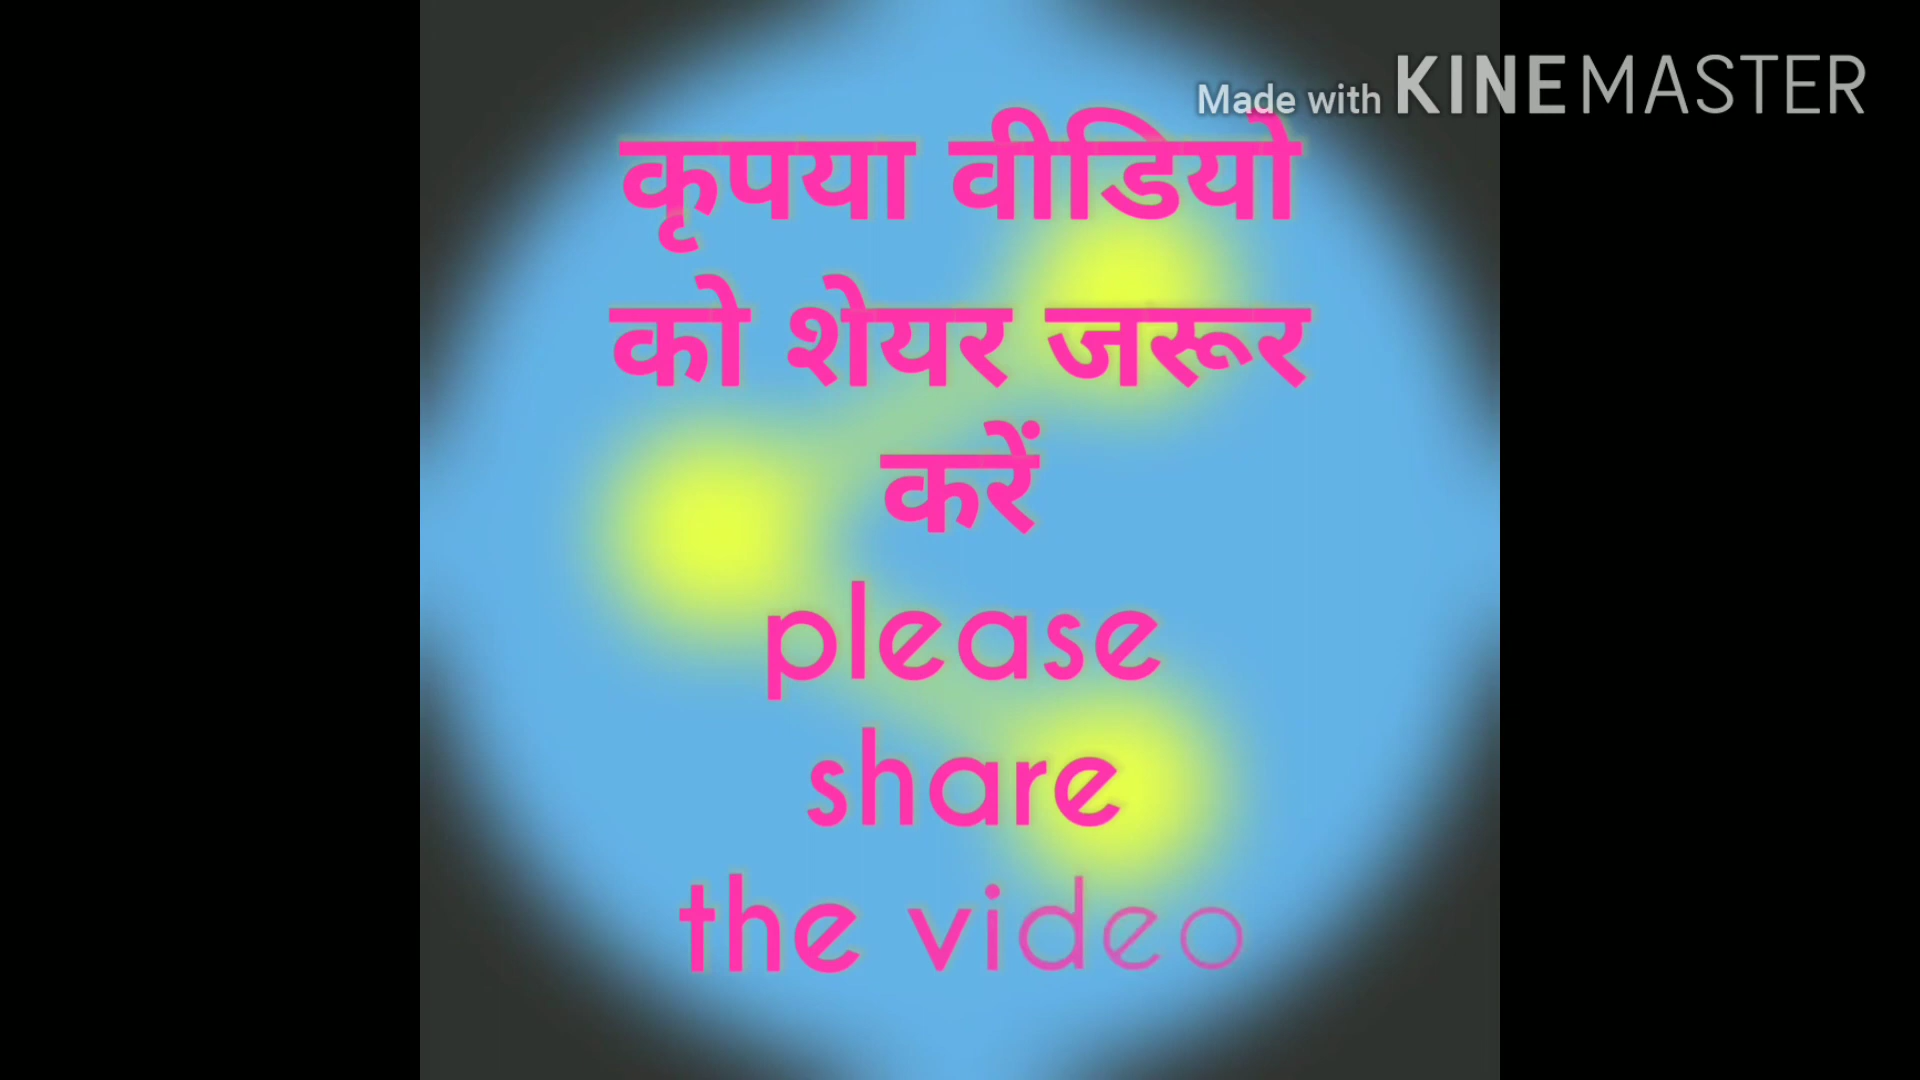 Made with KINEMASTER
कृपया वीडियो
को शेयर जरूर
करें
please
share
the video